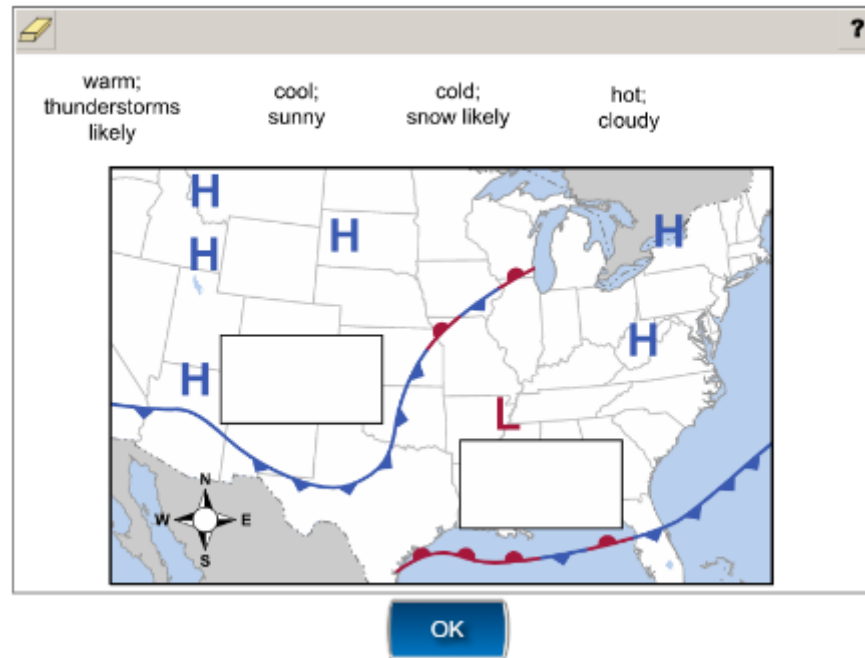 ?
warm;
thunderstorms
likely
cool;
sunny
cold;
snow likely
hot;
cloudy
H
H
H
H
H
H
L
N
W E
S
OK